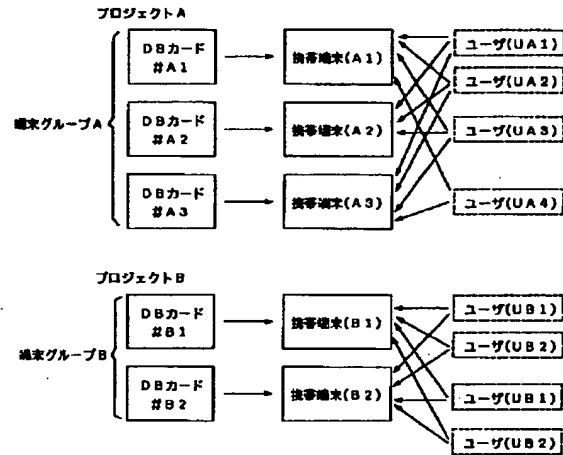 プロジェクトA
DBカード
#A1
携帯端末(A1)
ユーザ(UA1)
ユーザ(UA2)
端末グループA
DBカード
#A2
携帯端末(A2)
ユーザ(UA3)
DBカード
#A3
携帯端末(A3)
ユーザ(UA4)
プロジェクトB
DBカード
#B1
携帯端末(B1)
ユーザ(UB1)
ユーザ(UB2)
端末グループB
DBカード
#B2
携帯端末(B2)
ユーザ(UB1)
ユーザ(UB2)